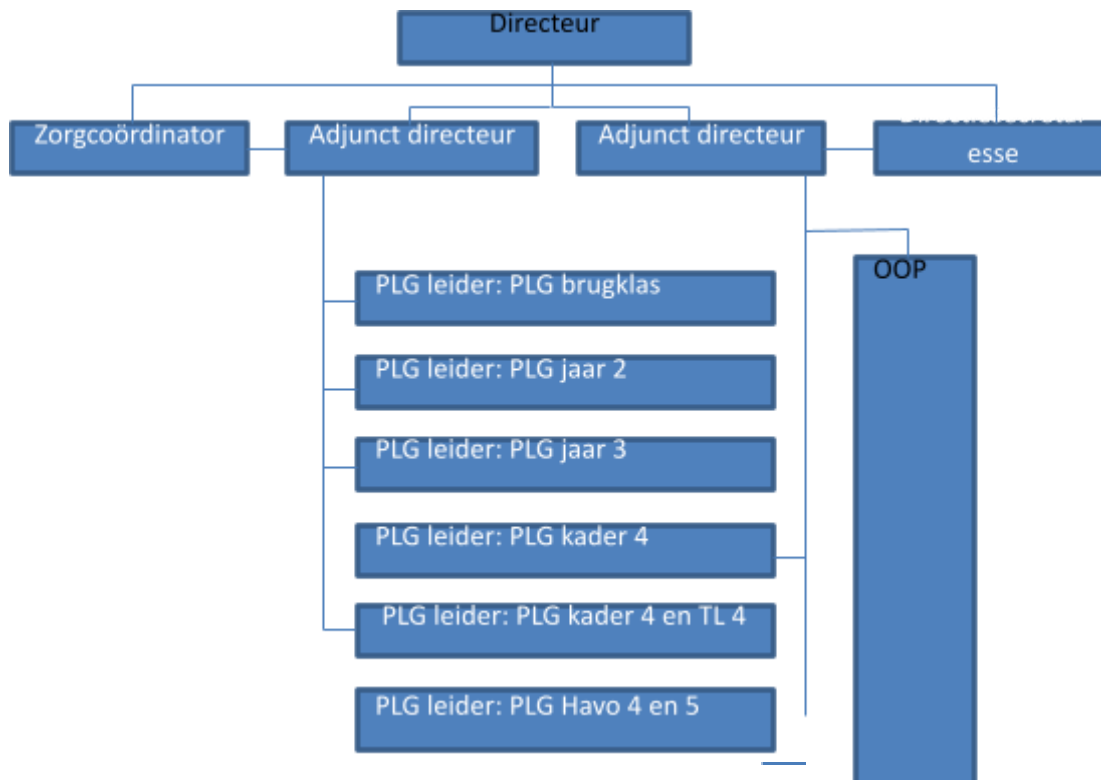 Directeur
Zorgcoördinator
Adjunct directeur
Adjunct directeur
esse
OOP
PLG leider: PLG brugklas
PLG leider: PLG jaar 2
PLG leider: PLG jaar 3
PLG leider: PLG kader 4
PLG leider: PLG kader 4 en TL 4
PLG leider: PLG Havo 4 en 5